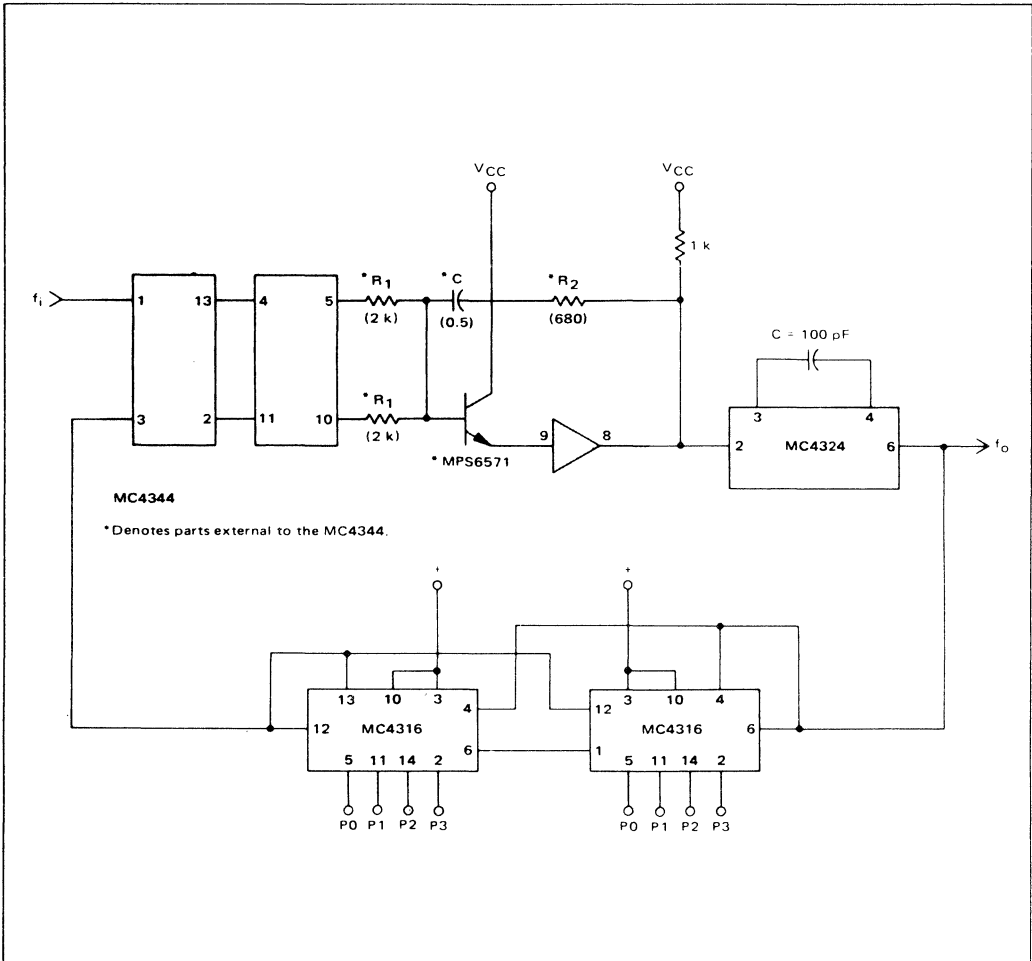 VCC VCC
1 k
*R1 *C *R2
fi 1 13 4 5
(2 k) (0.5) (680)
C = 100 pF
*R1
3 2 11 10
(2 k)
3 4
9 8
2 MC4324 6 fo
*MPS6571
MC4344
*Denotes parts external to the MC4344.
+ +
13 10 3 3 10 4
4 12
12 MC4316 MC4316 6
6 1
5 11 14 2 5 11 14 2
P0 P1 P2 P3 P0 P1 P2 P3